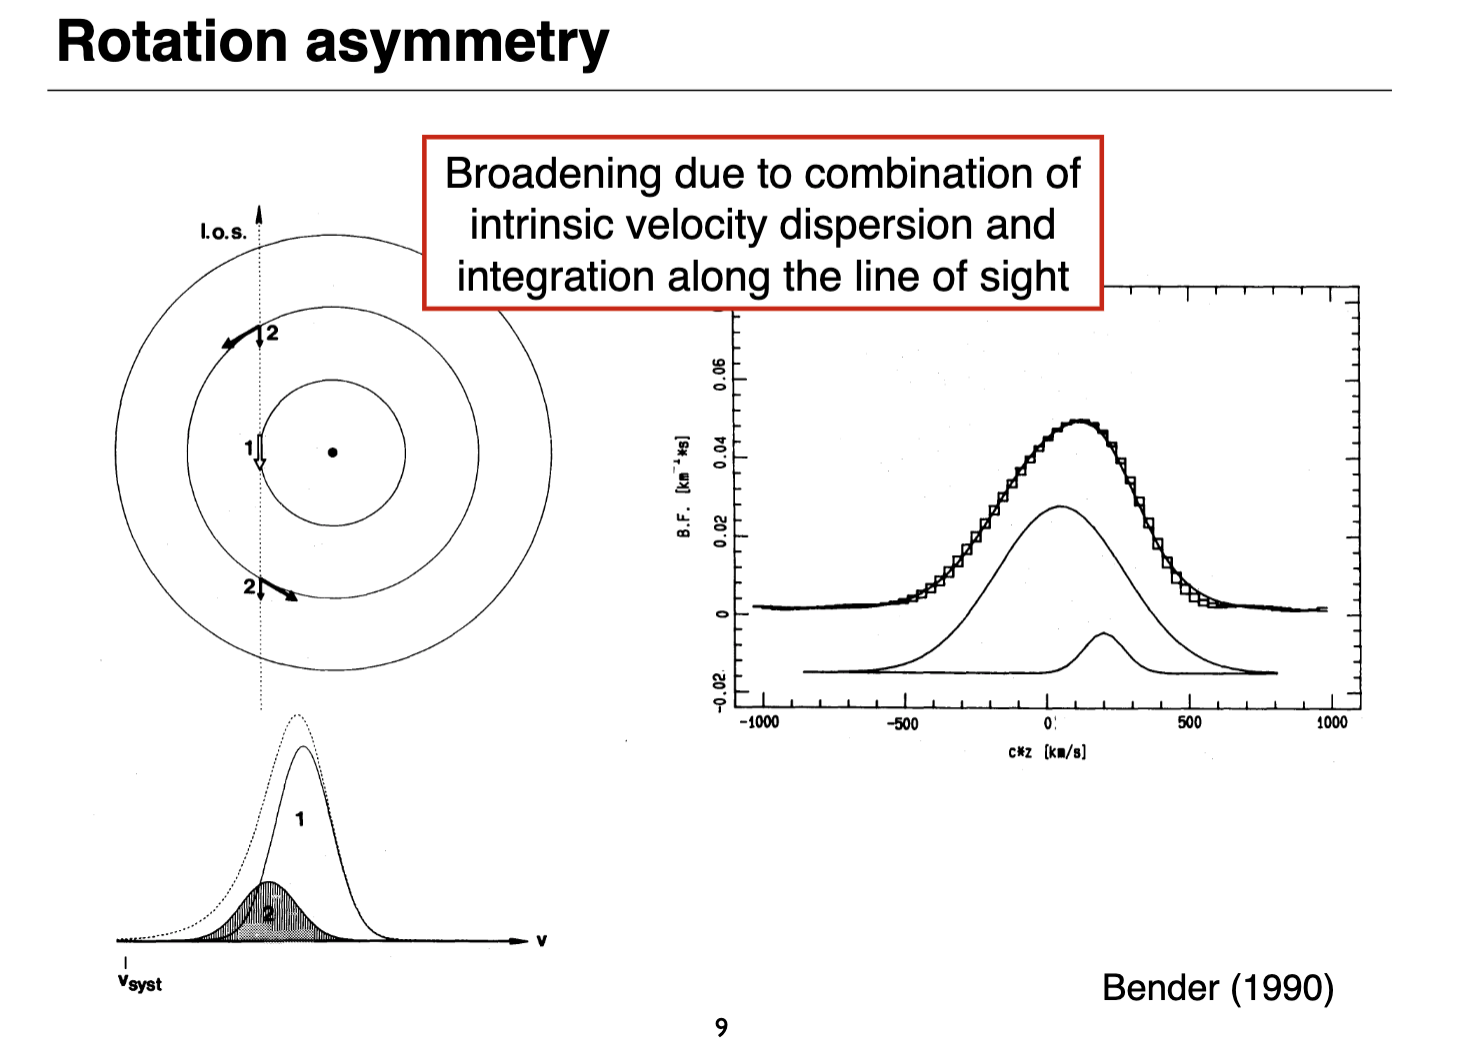 Rotation asymmetry
Broadening due to combination of
intrinsic velocity dispersion and
integration along the line of sight
l.o.s.
2
1
2
1
2
v
vsyst
B.F. [km⁻¹*s]
0.06
0.04
0.02
0
-0.02
-1000
-500
0
500
1000
c*z [km/s]
Bender (1990)
9